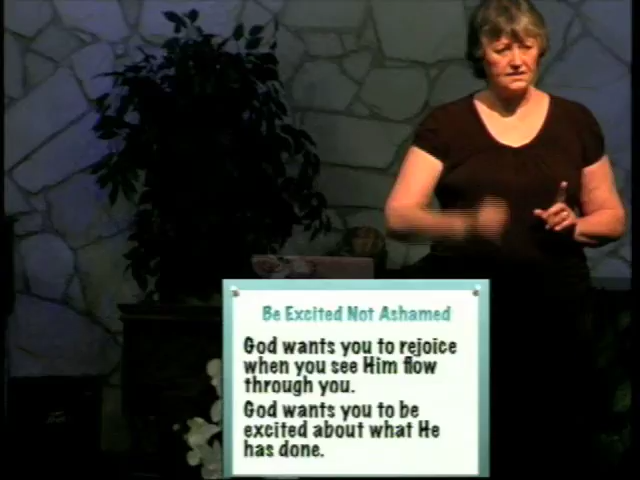 Be Excited Not Ashamed
God wants you to rejoice
when you see Him flow
through you.
God wants you to be
excited about what He
has done.